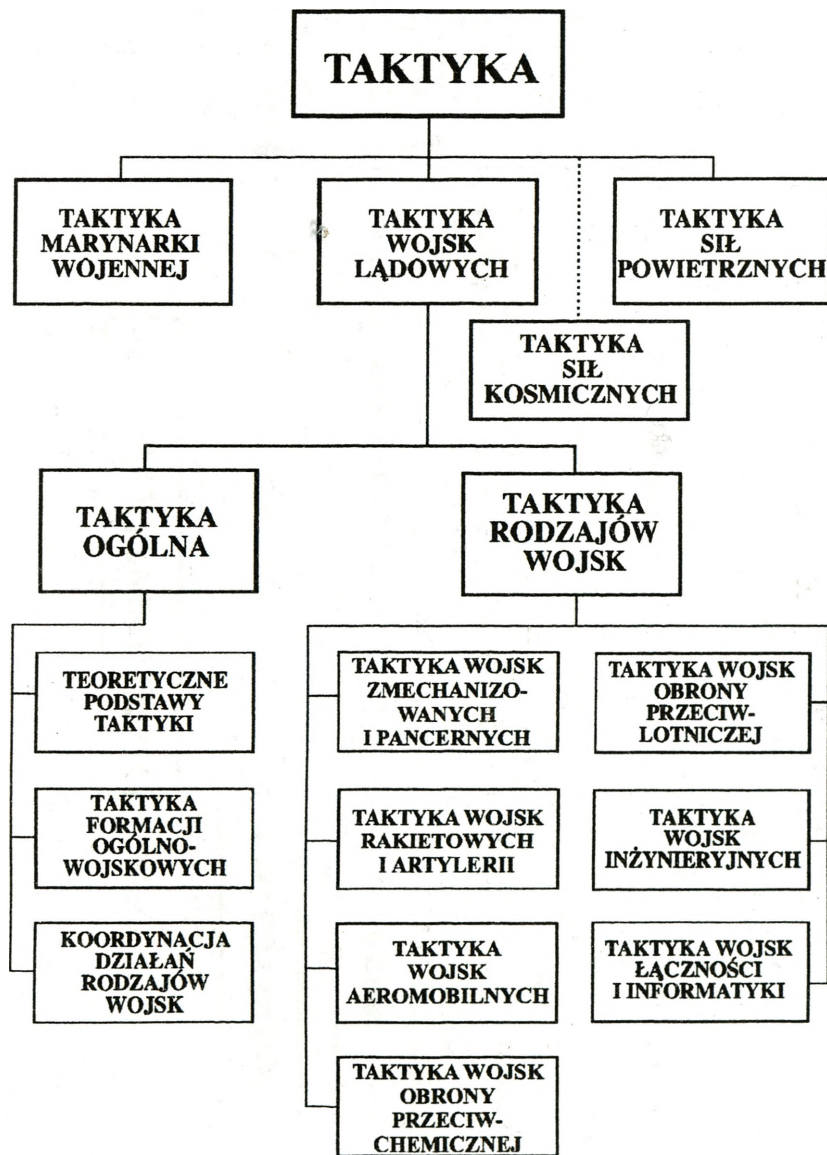 TAKTYKA
TAKTYKA
MARYNARKI
WOJENNEJ
TAKTYKA
WOJSK
LĄDOWYCH
TAKTYKA
SIŁ
POWIETRZNYCH
TAKTYKA
SIŁ
KOSMICZNYCH
TAKTYKA
OGÓLNA
TAKTYKA
RODZAJÓW
WOJSK
TEORETYCZNE
PODSTAWY
TAKTYKI
TAKTYKA
FORMACJI
OGÓLNO-
WOJSKOWYCH
KOORDYNACJA
DZIAŁAŃ
RODZAJÓW
WOJSK
TAKTYKA WOJSK
ZMECHANIZO-
WANYCH
I PANCERNYCH
TAKTYKA WOJSK
RAKIETOWYCH
I ARTYLERII
TAKTYKA
WOJSK
AEROMOBILNYCH
TAKTYKA WOJSK
OBRONY
PRZECIW-
CHEMICZNEJ
TAKTYKA WOJSK
OBRONY
PRZECIW-
LOTNICZEJ
TAKTYKA
WOJSK
INŻYNIERYJNYCH
TAKTYKA WOJSK
ŁĄCZNOŚCI
I INFORMATYKI